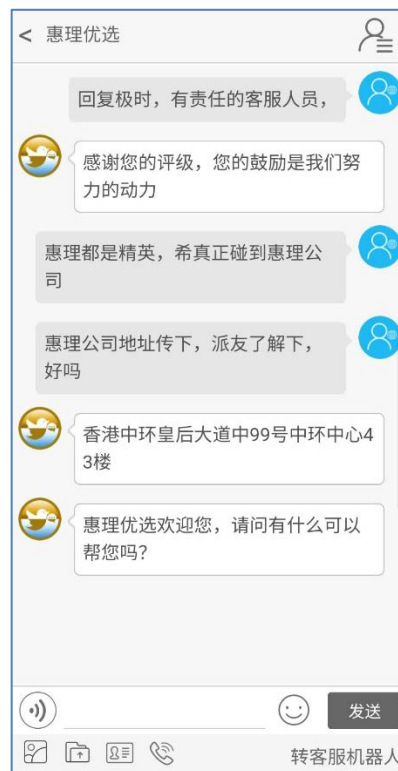 < 惠理优选
回复极时，有责任的客服人员，
感谢您的评级，您的鼓励是我们努
力的动力
惠理都是精英，希真正碰到惠理公
司
惠理公司地址传下，派友了解下，
好吗
香港中环皇后大道中99号中环中心4
3楼
惠理优选欢迎您，请问有什么可以
帮您吗？
发送
转客服机器人